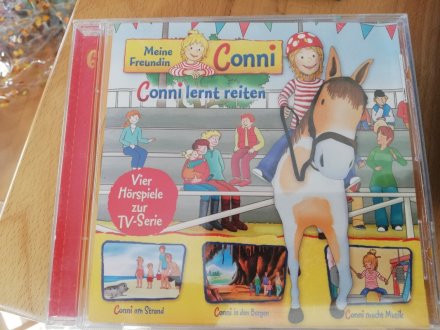 Meine
Freundin
Conni
Conni lernt reiten
Vier
Hörspiele
zur
TV-Serie
Conni am Strand
Conni in den Bergen
Conni macht Musik